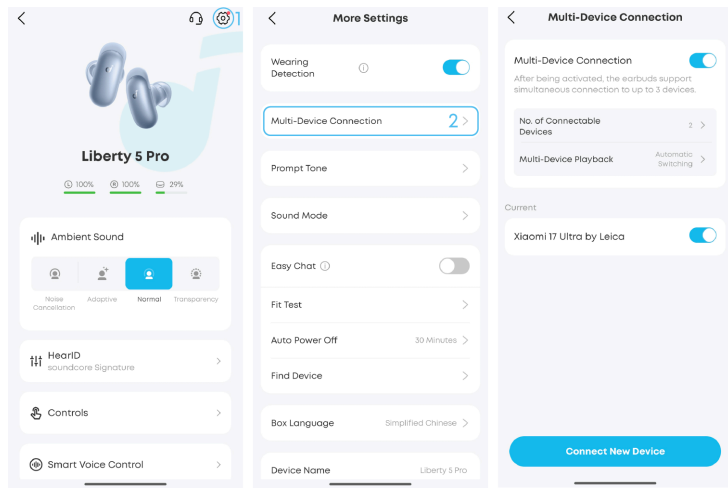 1
Liberty 5 Pro
L 100%
R 100%
29%
Ambient Sound
Noise
Cancellation
Adaptive
Normal
Transparency
HearID
soundcore Signature
Controls
Smart Voice Control
More Settings
Wearing
Detection
Multi-Device Connection
2
Prompt Tone
Sound Mode
Easy Chat
Fit Test
Auto Power Off
30 Minutes
Find Device
Box Language
Simplified Chinese
Device Name
Liberty 5 Pro
Multi-Device Connection
Multi-Device Connection
After being activated, the earbuds support
simultaneous connection to up to 3 devices.
No. of Connectable
Devices
2
Multi-Device Playback
Automatic
Switching
Current
Xiaomi 17 Ultra by Leica
Connect New Device